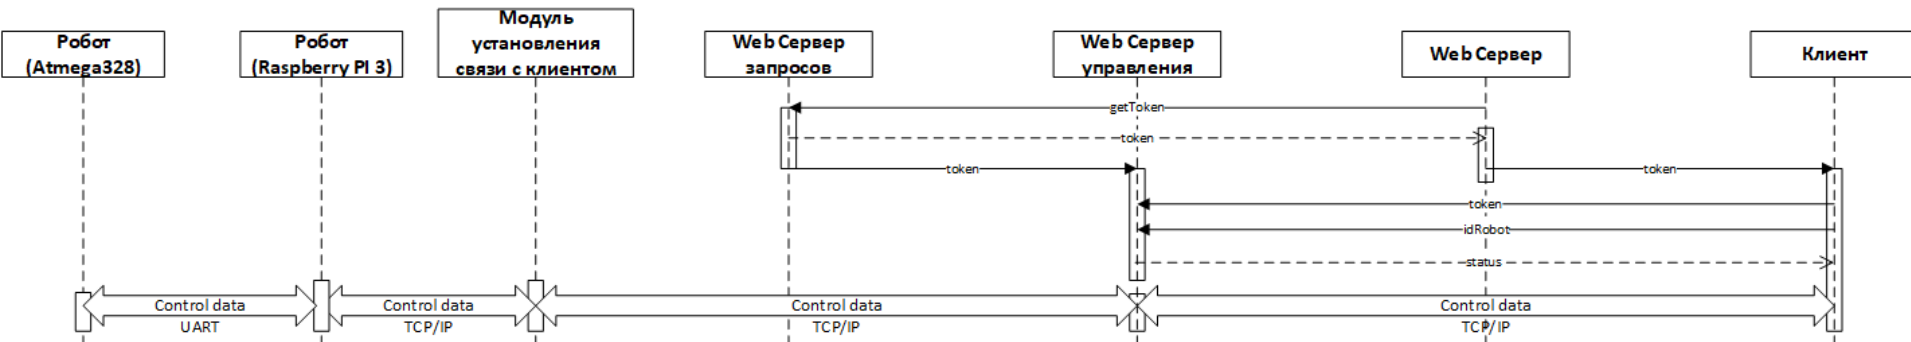 Робот
(Atmega328)
Робот
(Raspberry PI 3)
Модуль
установления
связи с клиентом
Web Сервер
запросов
Web Сервер
управления
Web Сервер
Клиент
getToken
token
token
token
token
idRobot
status
Control data
UART
Control data
TCP/IP
Control data
TCP/IP
Control data
TCP/IP